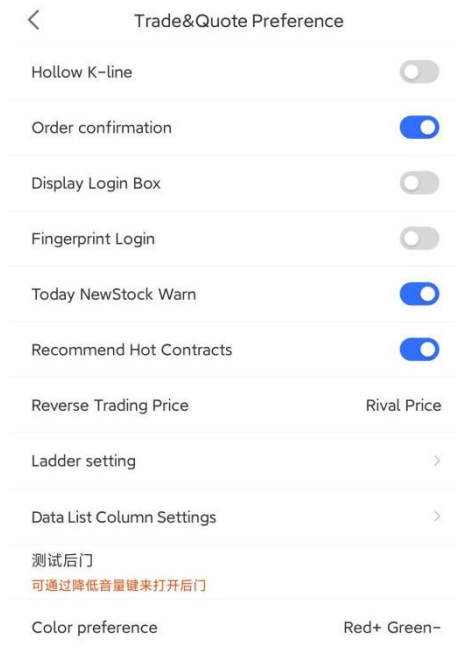 Trade&Quote Preference
Hollow K-line
Order confirmation
Display Login Box
Fingerprint Login
Today NewStock Warn
Recommend Hot Contracts
Reverse Trading Price Rival Price
Ladder setting
Data List Column Settings
测试后门
可通过降低音量键来打开后门
Color preference Red+ Green-